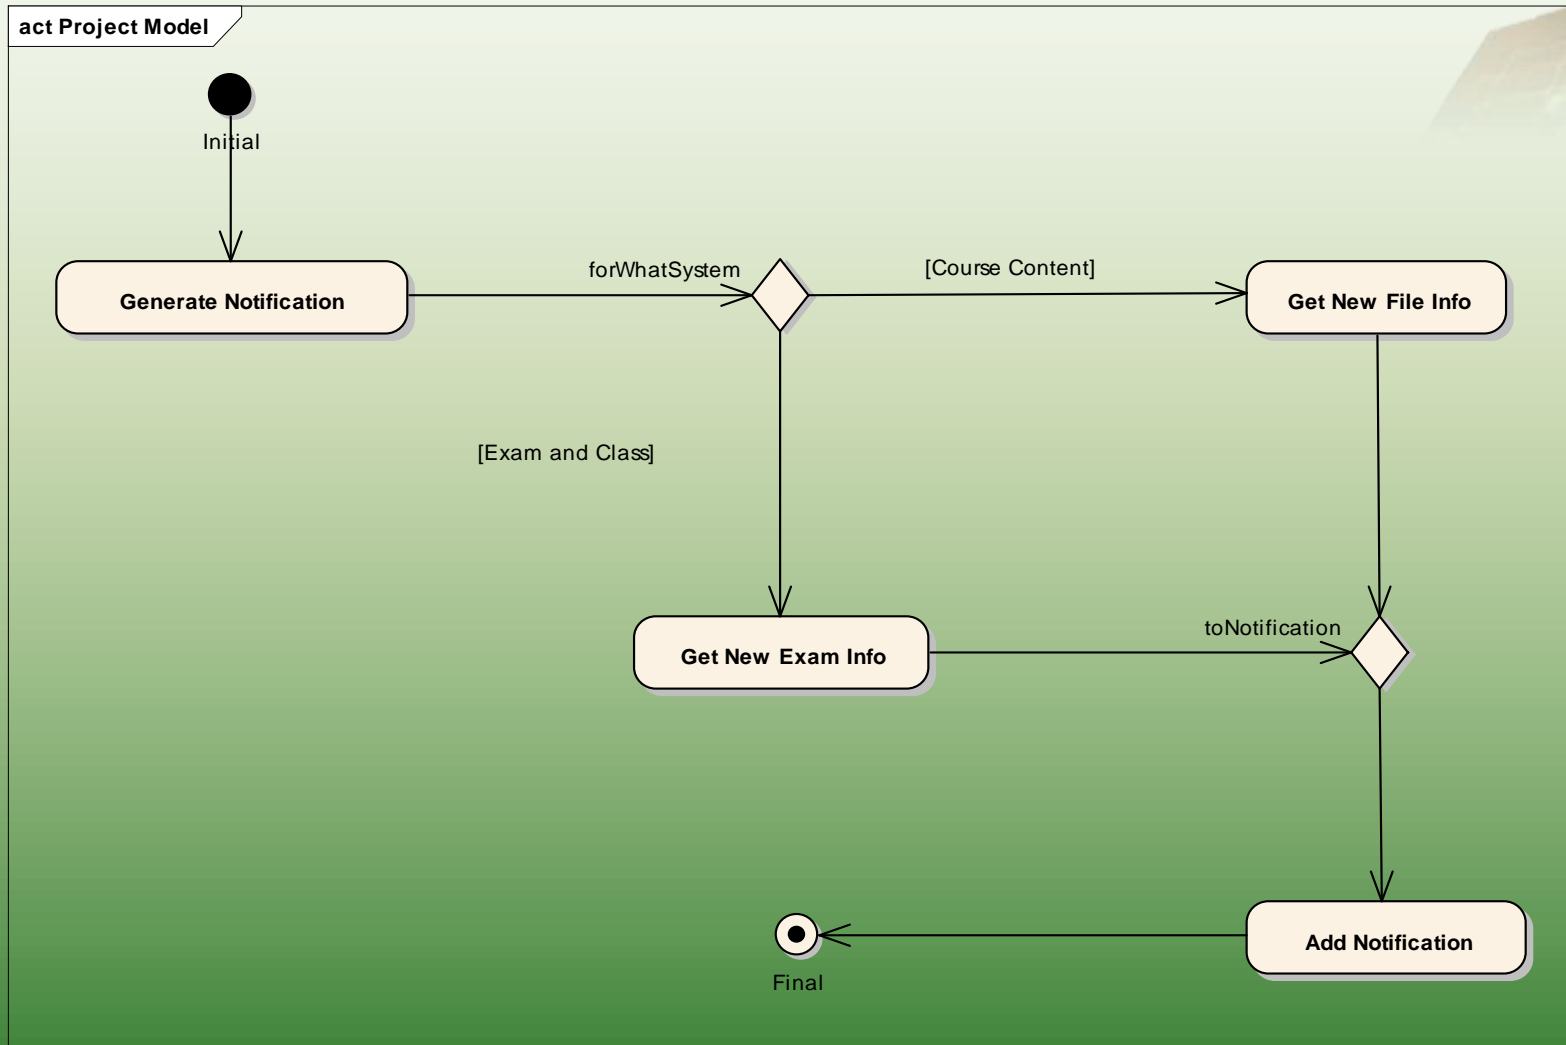 act Project Model
Initial
forWhatSystem
[Course Content]
Generate Notification
Get New File Info
[Exam and Class]
toNotification
Get New Exam Info
Add Notification
Final